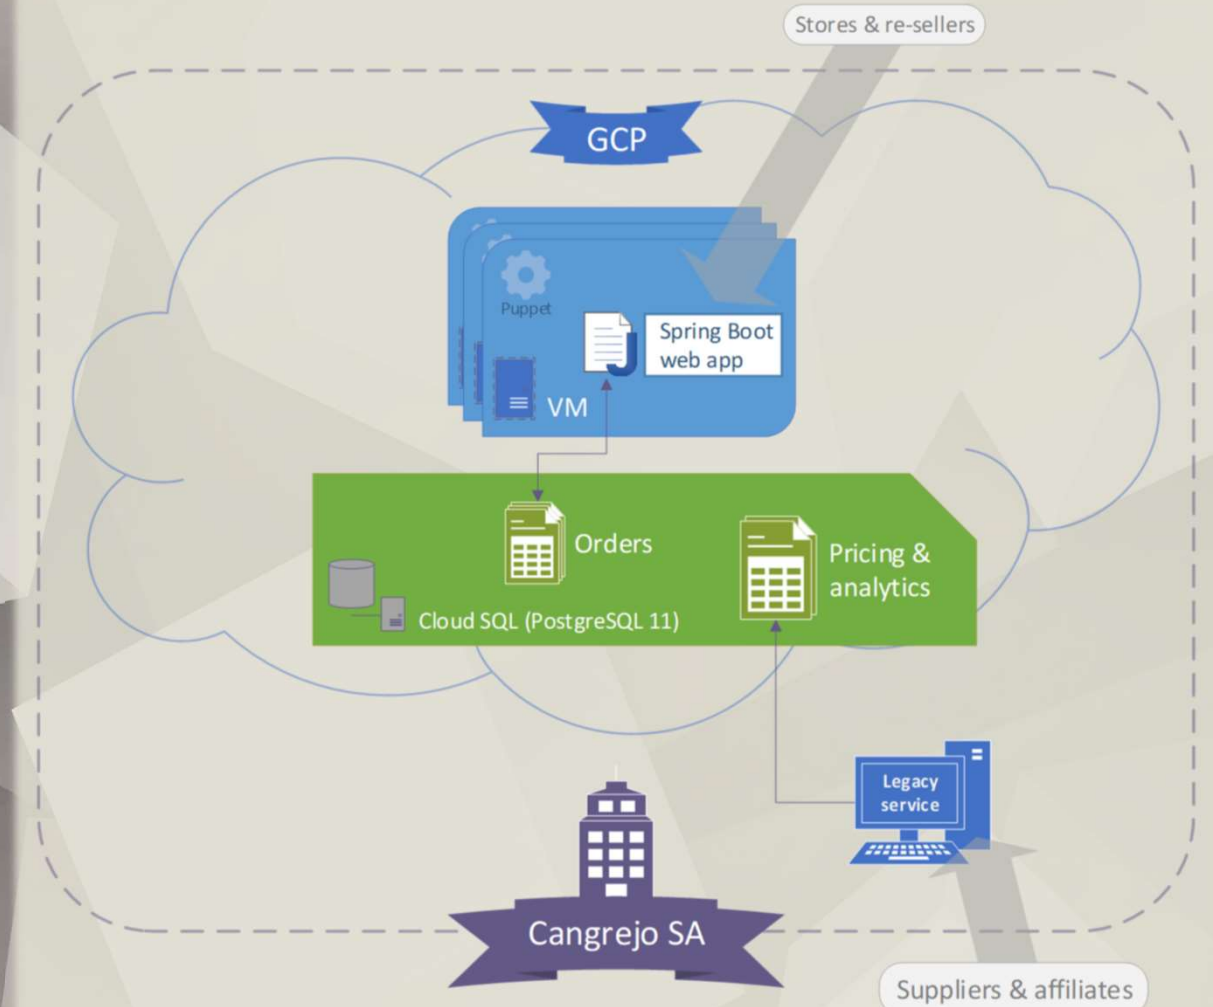 Stores & re-sellers
GCP
Puppet
Spring Boot
web app
VM
Orders
Pricing &
analytics
Cloud SQL (PostgreSQL 11)
Legacy
service
Cangrejo SA
Suppliers & affiliates